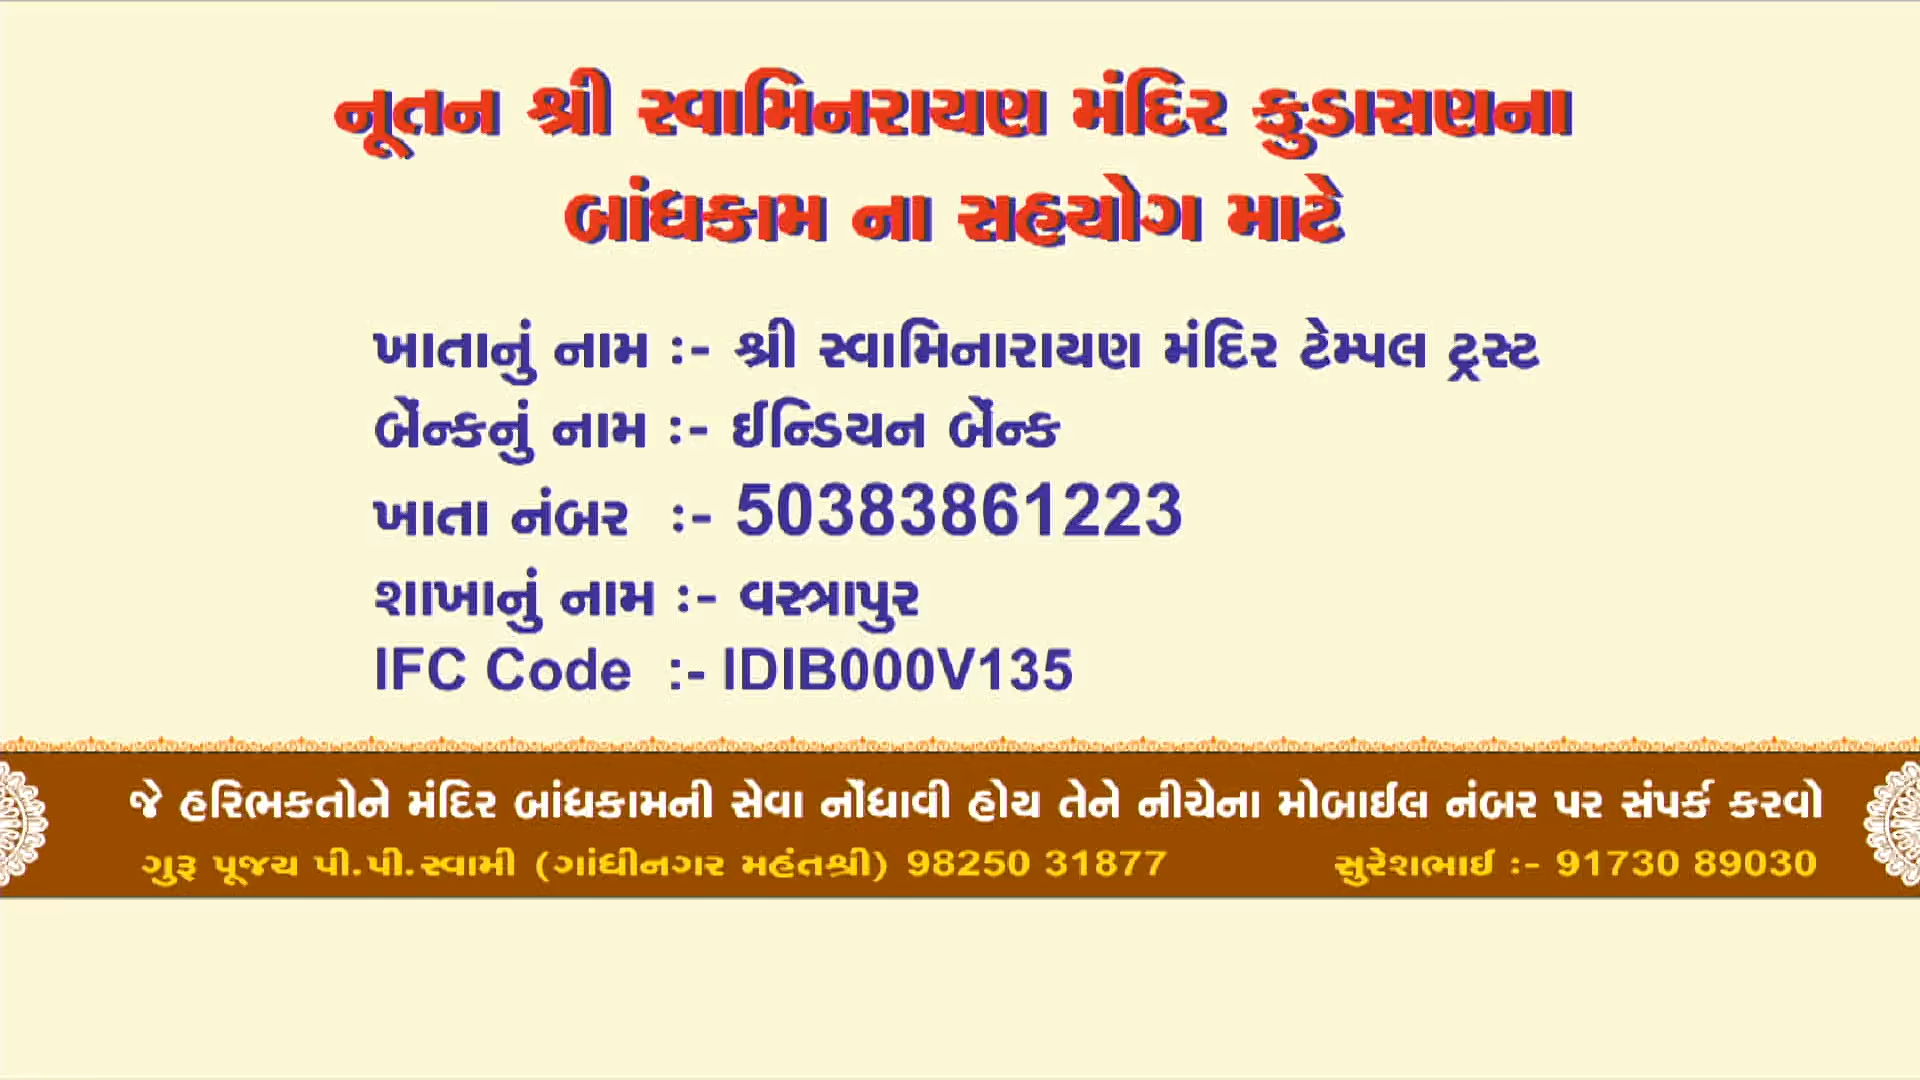 નૂતન શ્રી સ્વામિનરાયણ મંદિર કુડાસણના
બાંધકામ ના સહયોગ માટે
ખાતાનું નામ :- શ્રી સ્વામિનારાયણ મંદિર ટેમ્પલ ટ્રસ્ટ
બેંન્કનું નામ :- ઈન્ડિયન બેંન્ક
ખાતા નંબર :- 50383861223
શાખાનું નામ :- વસ્ત્રાપુર
IFC Code :- IDIB000V135
જે હરિભકતોને મંદિર બાંધકામની સેવા નોંધાવી હોય તેને નીચેના મોબાઈલ નંબર પર સંપર્ક કરવો
ગુરૂ પૂજય પી.પી.સ્વામી (ગાંધીનગર મહંતશ્રી) 98250 31877 સુરેશભાઈ :- 91730 89030